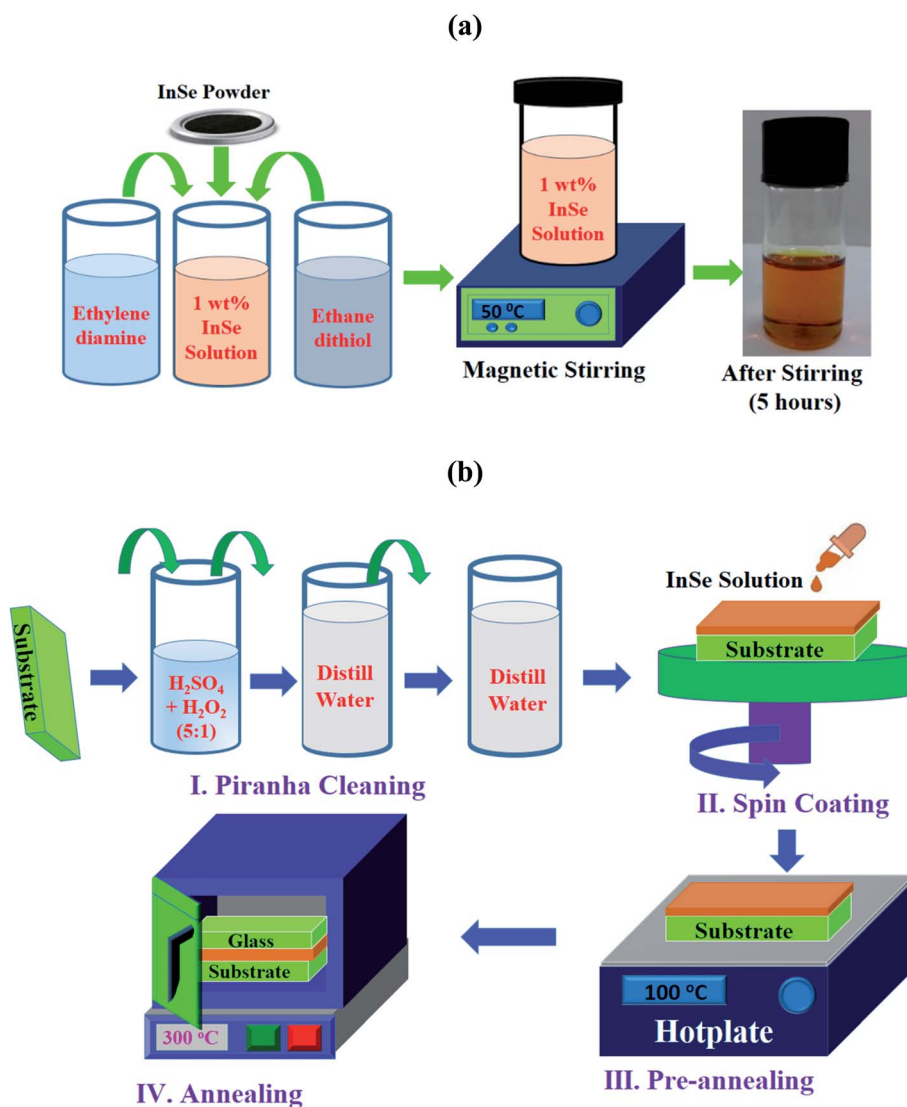 (a)
InSe Powder
Ethylene
diamine
1 wt%
InSe
Solution
Ethane
dithiol
1 wt%
InSe
Solution
50 ⁰C
Magnetic Stirring
After Stirring
(5 hours)
(b)
Substrate
H₂SO₄
+ H₂O₂
(5:1)
Distill
Water
Distill
Water
I. Piranha Cleaning
InSe Solution
Substrate
II. Spin Coating
Substrate
100 °C
Hotplate
III. Pre-annealing
Glass
Substrate
300 °C
IV. Annealing